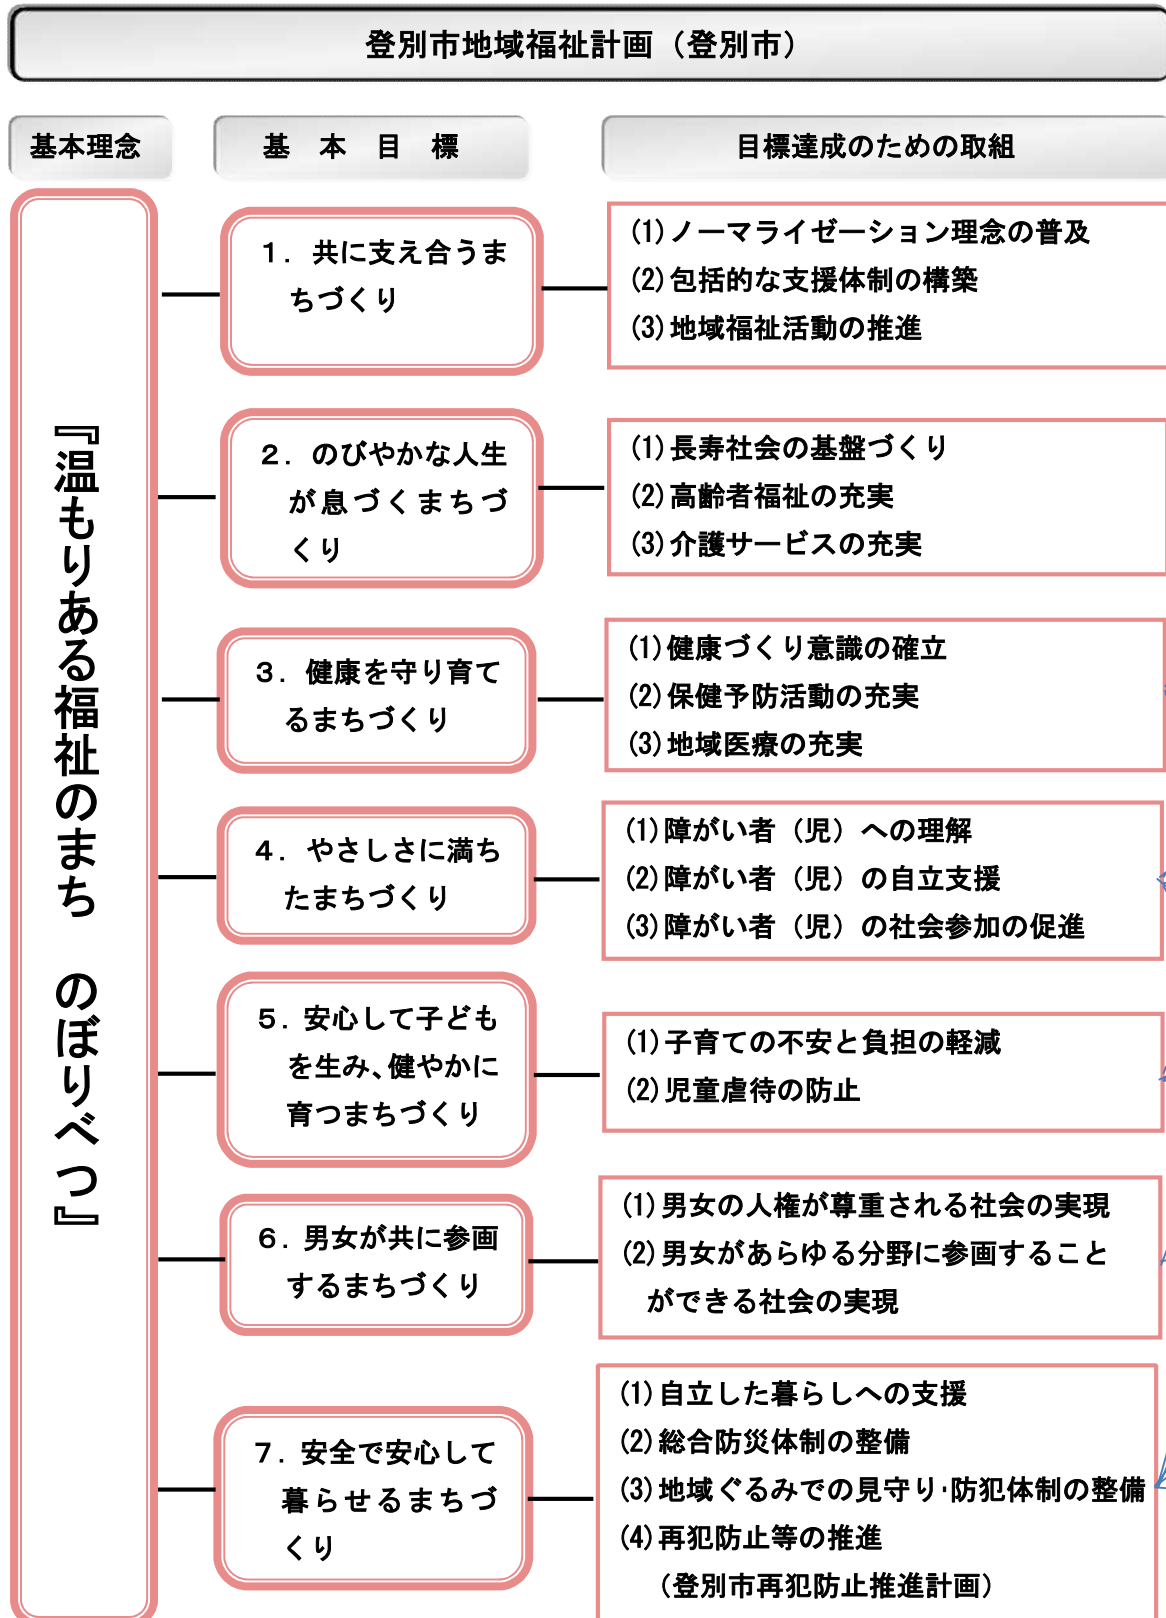 登別市地域福祉計画（登別市）
基本理念
基　本　目　標
目標達成のための取組
『温もりある福祉のまち　のぼりべつ』
１．共に支え合うま
ちづくり
(1)ノーマライゼーション理念の普及
(2)包括的な支援体制の構築
(3)地域福祉活動の推進
２．のびやかな人生
が息づくまちづ
くり
(1)長寿社会の基盤づくり
(2)高齢者福祉の充実
(3)介護サービスの充実
３．健康を守り育て
るまちづくり
(1)健康づくり意識の確立
(2)保健予防活動の充実
(3)地域医療の充実
４．やさしさに満ち
たまちづくり
(1)障がい者（児）への理解
(2)障がい者（児）の自立支援
(3)障がい者（児）の社会参加の促進
５．安心して子ども
を生み、健やかに
育つまちづくり
(1)子育ての不安と負担の軽減
(2)児童虐待の防止
６．男女が共に参画
するまちづくり
(1)男女の人権が尊重される社会の実現
(2)男女があらゆる分野に参画すること
ができる社会の実現
７．安全で安心して
暮らせるまちづ
くり
(1)自立した暮らしへの支援
(2)総合防災体制の整備
(3)地域ぐるみでの見守り・防犯体制の整備
(4)再犯防止等の推進
（登別市再犯防止推進計画）